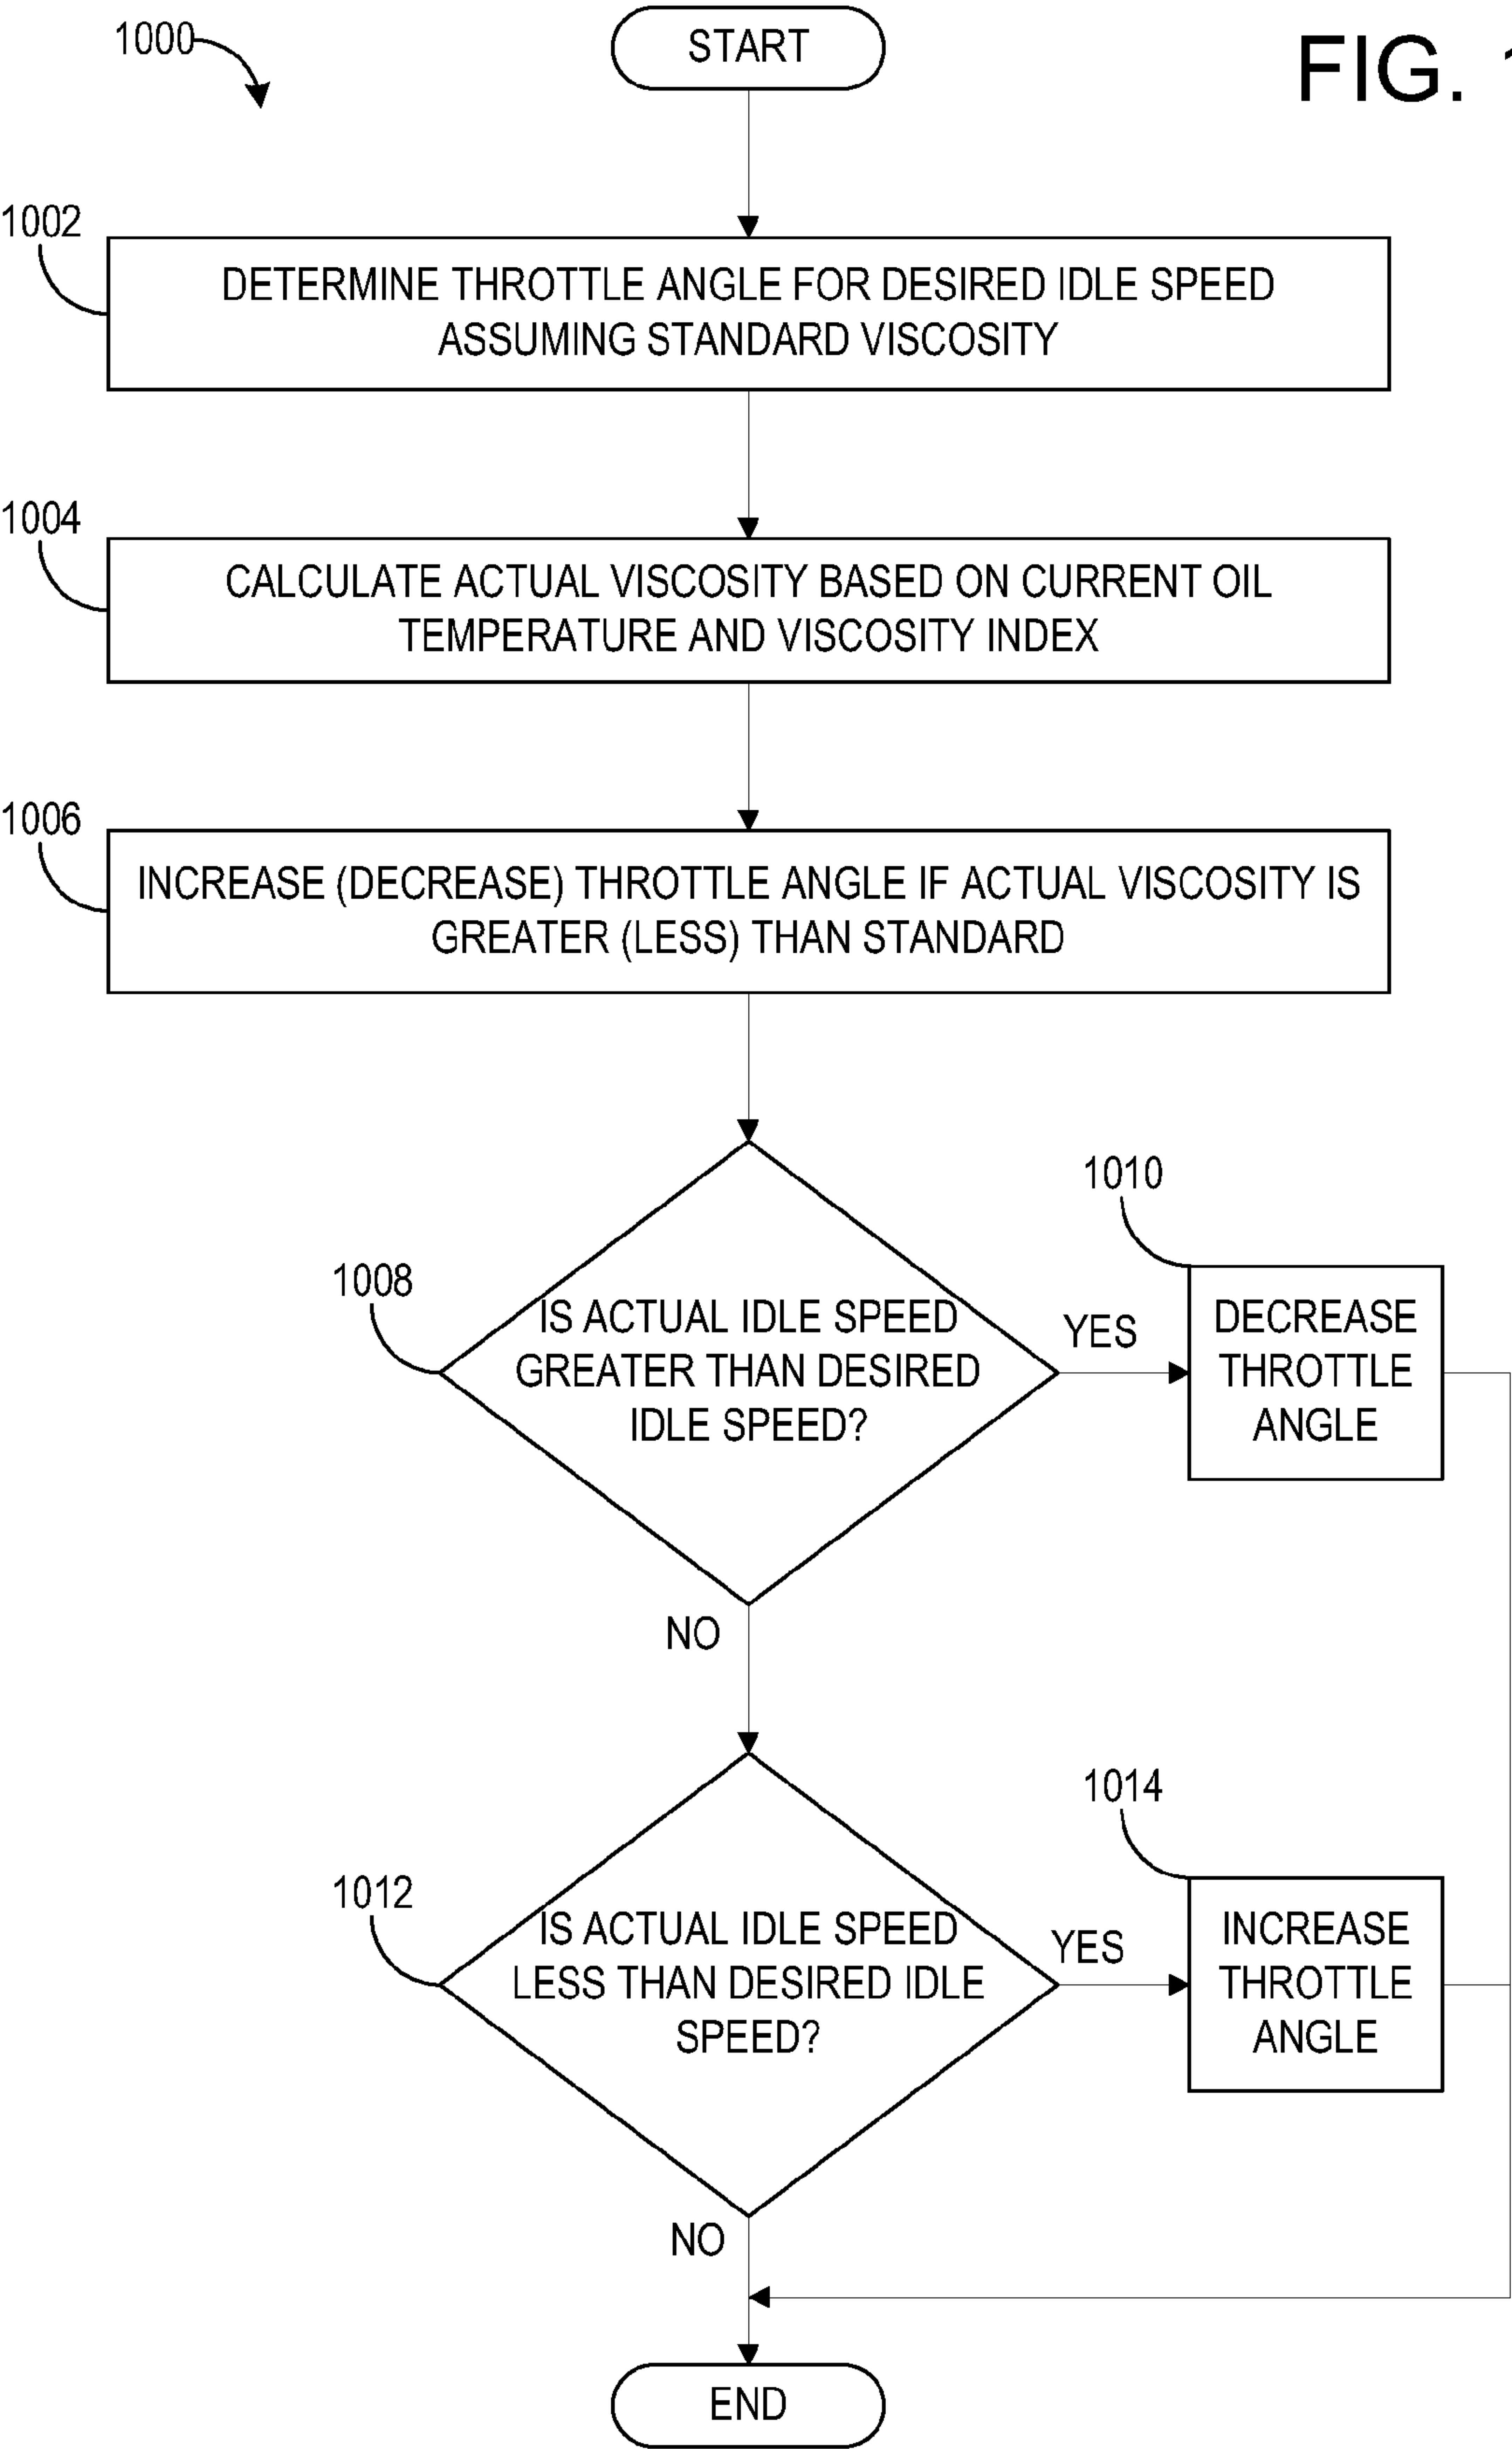 1000
START
FIG. 1
1002
DETERMINE THROTTLE ANGLE FOR DESIRED IDLE SPEED
ASSUMING STANDARD VISCOSITY
1004
CALCULATE ACTUAL VISCOSITY BASED ON CURRENT OIL
TEMPERATURE AND VISCOSITY INDEX
1006
INCREASE (DECREASE) THROTTLE ANGLE IF ACTUAL VISCOSITY IS
GREATER (LESS) THAN STANDARD
1008
IS ACTUAL IDLE SPEED
GREATER THAN DESIRED
IDLE SPEED?
YES
1010
DECREASE
THROTTLE
ANGLE
NO
1012
IS ACTUAL IDLE SPEED
LESS THAN DESIRED IDLE
SPEED?
YES
1014
INCREASE
THROTTLE
ANGLE
NO
END